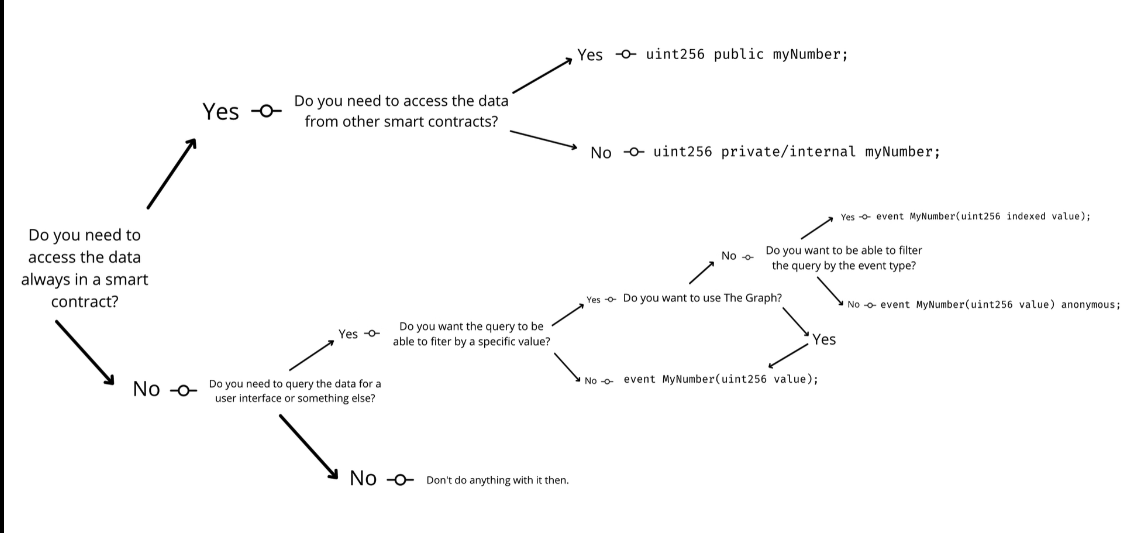 Do you need to
access the data
always in a smart
contract?
Yes
Do you need to access the data
from other smart contracts?
Yes
uint256 public myNumber;
No
uint256 private/internal myNumber;
No
Do you need to query the data for a
user interface or something else?
Yes
Do you want the query to be
able to fiter by a specific value?
Yes
Do you want to use The Graph?
No
Do you want to be able to filter
the query by the event type?
Yes
event MyNumber(uint256 indexed value);
No
event MyNumber(uint256 value) anonymous;
Yes
No
event MyNumber(uint256 value);
No
Don't do anything with it then.